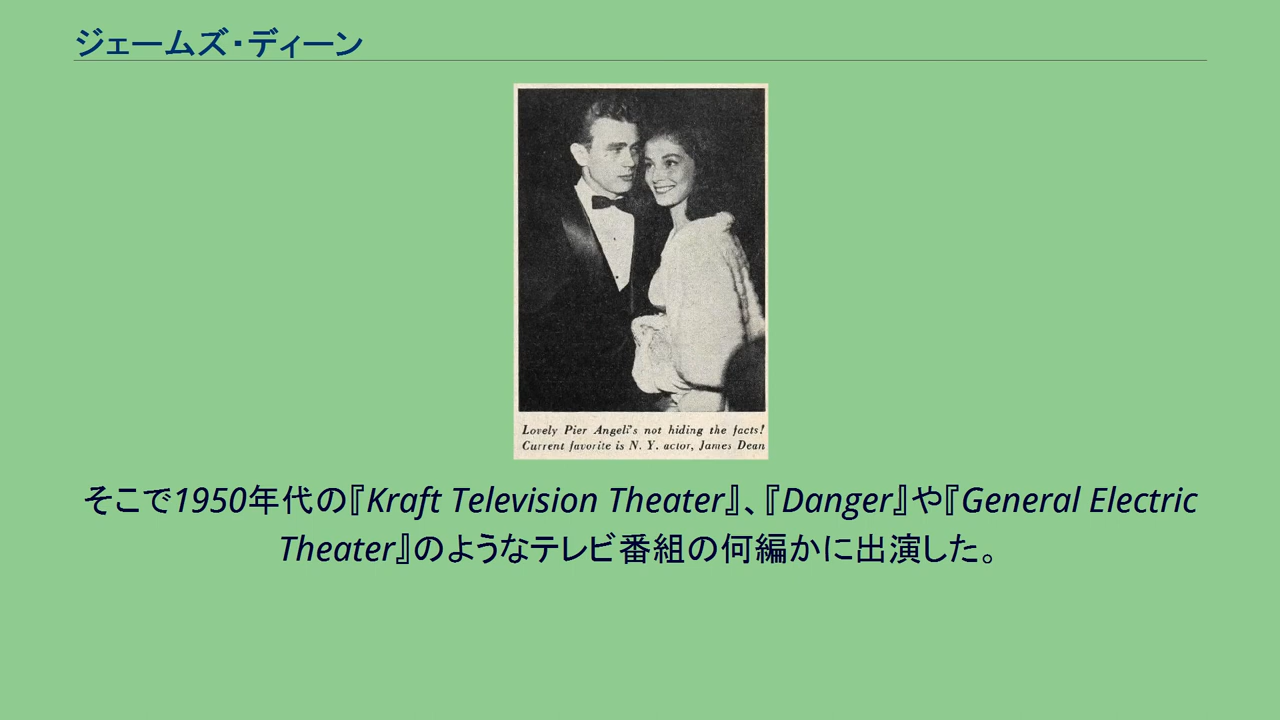 ジェームズ・ディーン
Lovely Pier Angeli's not hiding the facts!
Current favorite is N. Y. actor, James Dean
そこで1950年代の『Kraft Television Theater』、『Danger』や『General Electric
Theater』のようなテレビ番組の何編かに出演した。